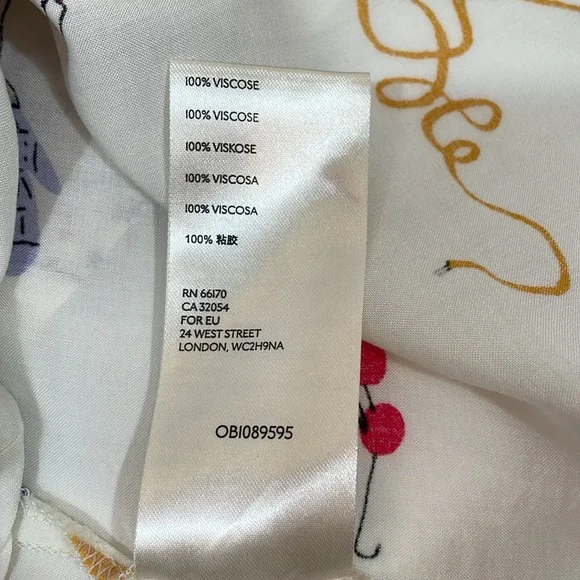 100% VISCOSE
100% VISCOSE
100% VISKOSE
100% VISCOSA
100% VISCOSA
100% 粘胶
RN 66170
CA 32054
FOR EU
24 WEST STREET
LONDON, WC2H9NA
OBI089595